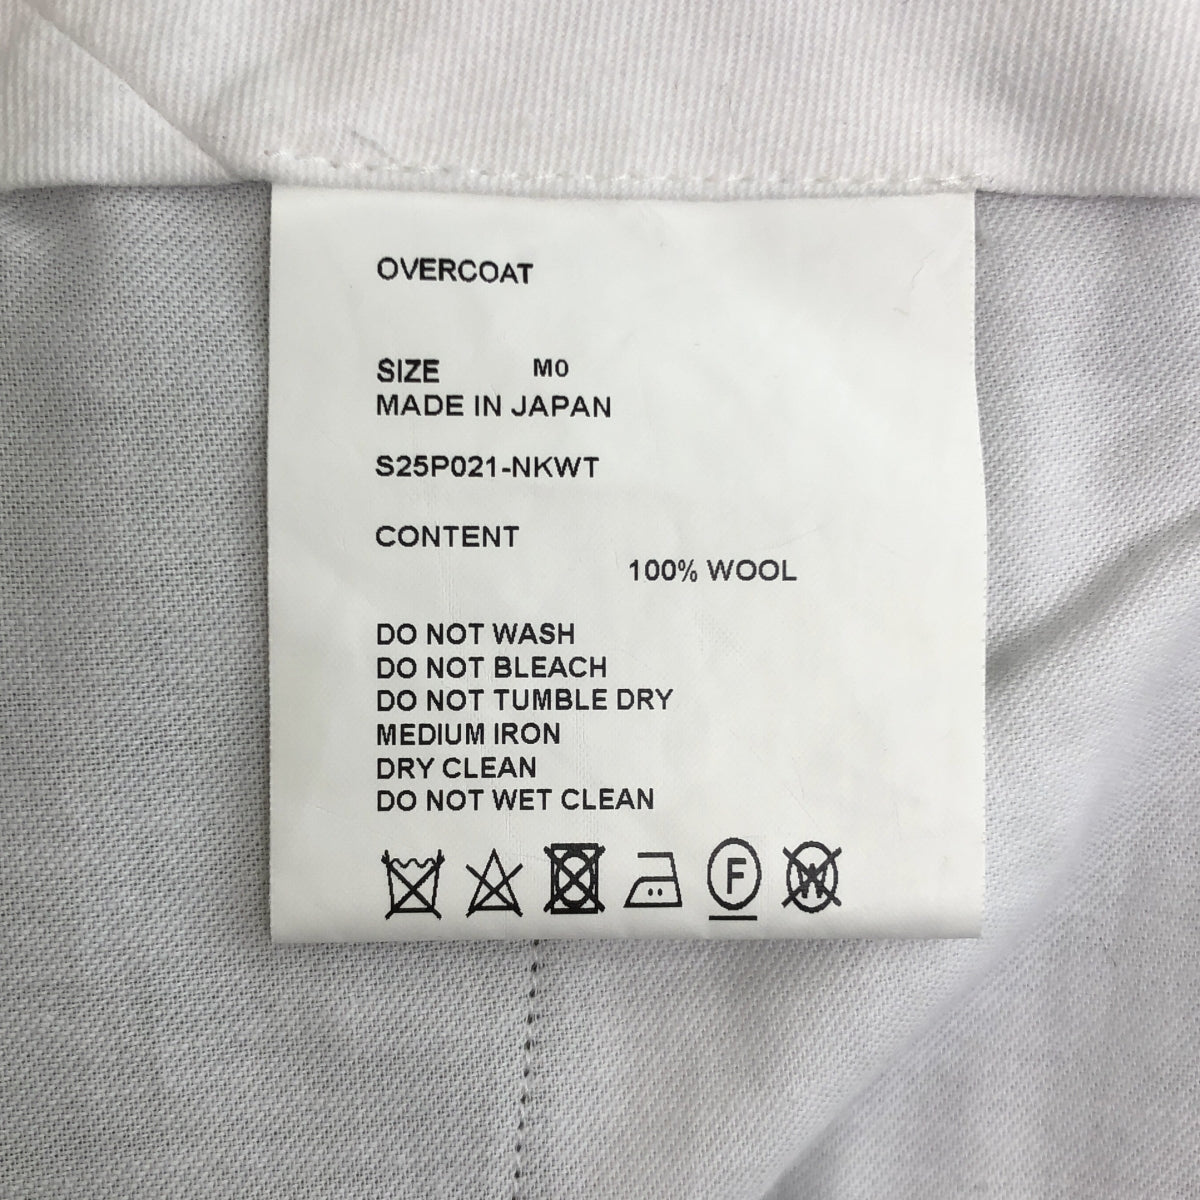 OVERCOAT
SIZE M0
MADE IN JAPAN
S25P021-NKWT
CONTENT
100% WOOL
DO NOT WASH
DO NOT BLEACH
DO NOT TUMBLE DRY
MEDIUM IRON
DRY CLEAN
DO NOT WET CLEAN
F W